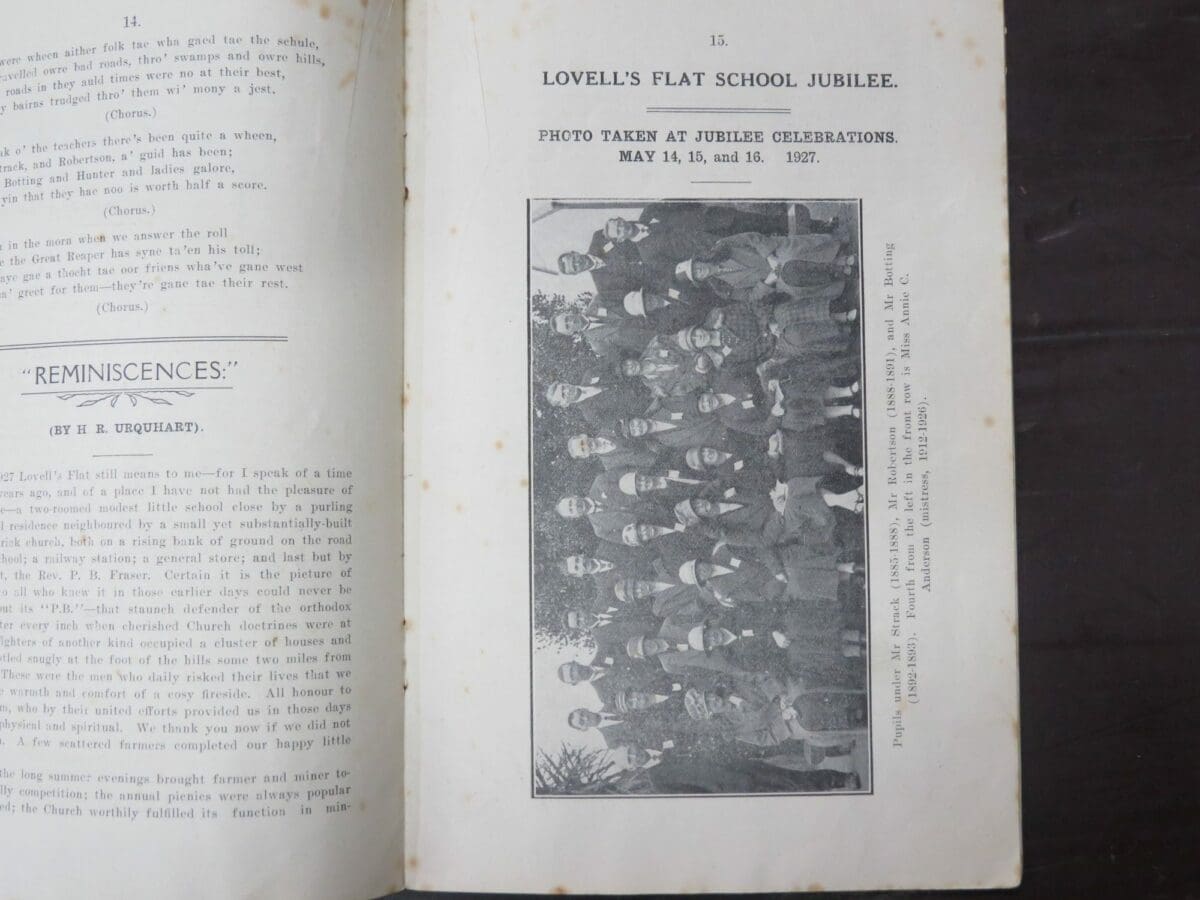 14.
were wheen aither folk tae wha gaed tae the schule,
ravelled owre bad roads, thro' swamps and owre hills,
roads in they auld times were no at their best,
y bairns trudged thro' them wi' mony a jest.
(Chorus.)
ak o' the teachers there's been quite a wheen,
track, and Robertson, a' guid has been;
Botting and Hunter and ladies galore,
yin that they hae noo is worth half a score.
(Chorus.)
in the morn when we answer the roll
e the Great Reaper has syne ta'en his toll;
aye gae a thocht tae oor friens wha've gane west
na' greet for them—they're gane tae their rest.
(Chorus.)
"REMINISCENCES:"
(BY H R. URQUHART).
927 Lovell's Flat still means to me—for I speak of a time
years ago, and of a place I have not had the pleasure of
e—a two-roomed modest little school close by a purling
l residence neighboured by a small yet substantially-built
rick church, both on a rising bank of ground on the road
chool; a railway station; a general store; and last but by
t, the Rev. P. B. Fraser. Certain it is the picture of
o all who knew it in those earlier days could never be
out its "P.B."—that staunch defender of the orthodox
ter every inch when cherished Church doctrines were at
ighters of another kind occupied a cluster of houses and
tled snugly at the foot of the hills some two miles from
These were the men who daily risked their lives that we
e warmth and comfort of a cosy fireside. All honour to
m, who by their united efforts provided us in those days
physical and spiritual. We thank you now if we did not
. A few scattered farmers completed our happy little
the long summer evenings brought farmer and miner to-
lly competition; the annual picnics were always popular
ed; the Church worthily fulfilled its function in min-
15.
LOVELL'S FLAT SCHOOL JUBILEE.
PHOTO TAKEN AT JUBILEE CELEBRATIONS.
MAY 14, 15, and 16. 1927.
Pupils under Mr Strack (1885-1888), Mr Robertson (1888-1891), and Mr Botting
(1892-1893). Fourth from the left in the front row is Miss Annie C.
Anderson (mistress, 1912-1926).